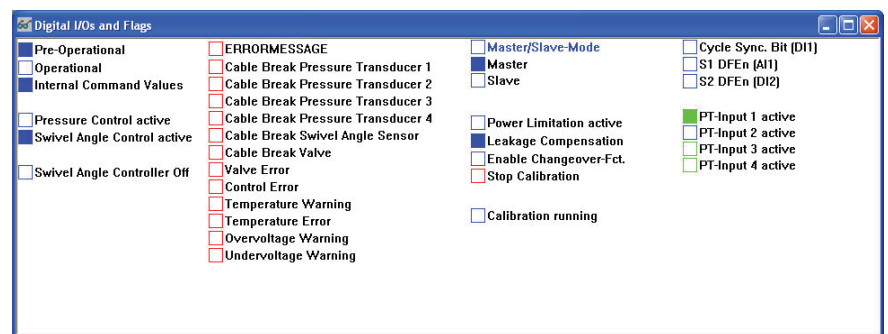 Digital I/Os and Flags
Pre-Operational
Operational
Internal Command Values
Pressure Control active
Swivel Angle Control active
Swivel Angle Controller Off
ERRORMESSAGE
Cable Break Pressure Transducer 1
Cable Break Pressure Transducer 2
Cable Break Pressure Transducer 3
Cable Break Pressure Transducer 4
Cable Break Swivel Angle Sensor
Cable Break Valve
Valve Error
Control Error
Temperature Warning
Temperature Error
Overvoltage Warning
Undervoltage Warning
Master/Slave-Mode
Master
Slave
Power Limitation active
Leakage Compensation
Enable Changeover-Fct.
Stop Calibration
Calibration running
Cycle Sync. Bit (DI1)
S1 DFEn (AI1)
S2 DFEn (DI2)
PT-Input 1 active
PT-Input 2 active
PT-Input 3 active
PT-Input 4 active